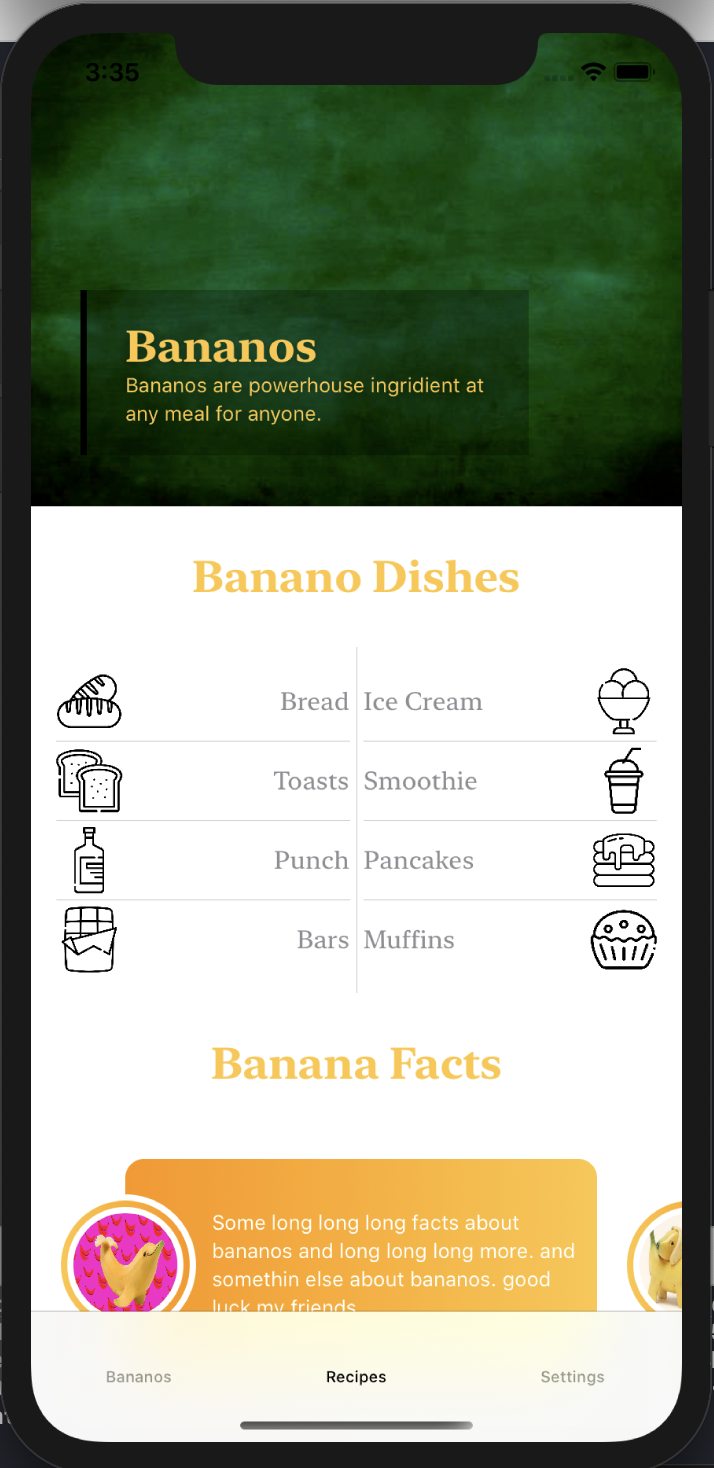 3:35
Bananos
Bananos are powerhouse ingridient at
any meal for anyone.
Banano Dishes
Bread
Ice Cream
Toasts
Smoothie
Punch
Pancakes
Bars
Muffins
Banana Facts
Some long long long facts about
bananos and long long long more. and
somethin else about bananos. good
luck my friends
Bananos
Recipes
Settings